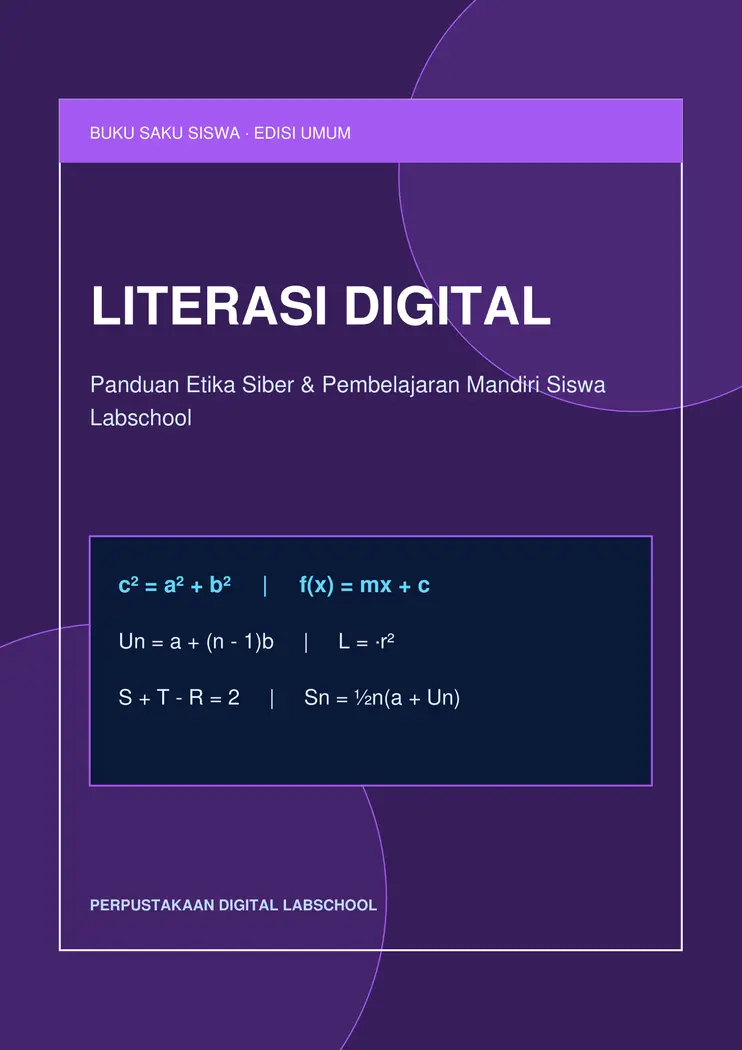 BUKU SAKU SISWA · EDISI UMUM
LITERASI DIGITAL
Panduan Etika Siber & Pembelajaran Mandiri Siswa
Labschool
c² = a² + b² | f(x) = mx + c
Un = a + (n - 1)b | L = ·r²
S + T - R = 2 | Sn = ½n(a + Un)
PERPUSTAKAAN DIGITAL LABSCHOOL